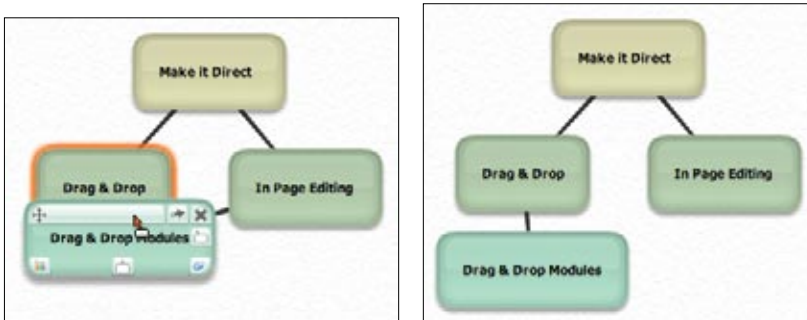 Make it Direct
Drag & Drop
In Page Editing
Drag & Drop Modules
Make it Direct
Drag & Drop
In Page Editing
Drag & Drop Modules